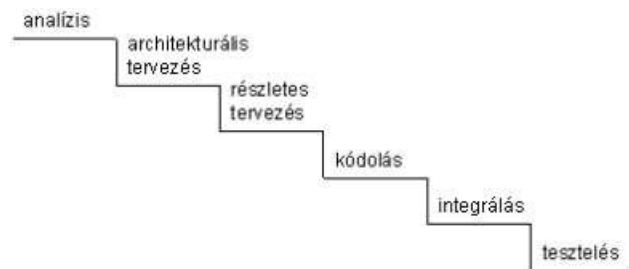 analízis
architekturális
tervezés
részletes
tervezés
kódolás
integrálás
tesztelés